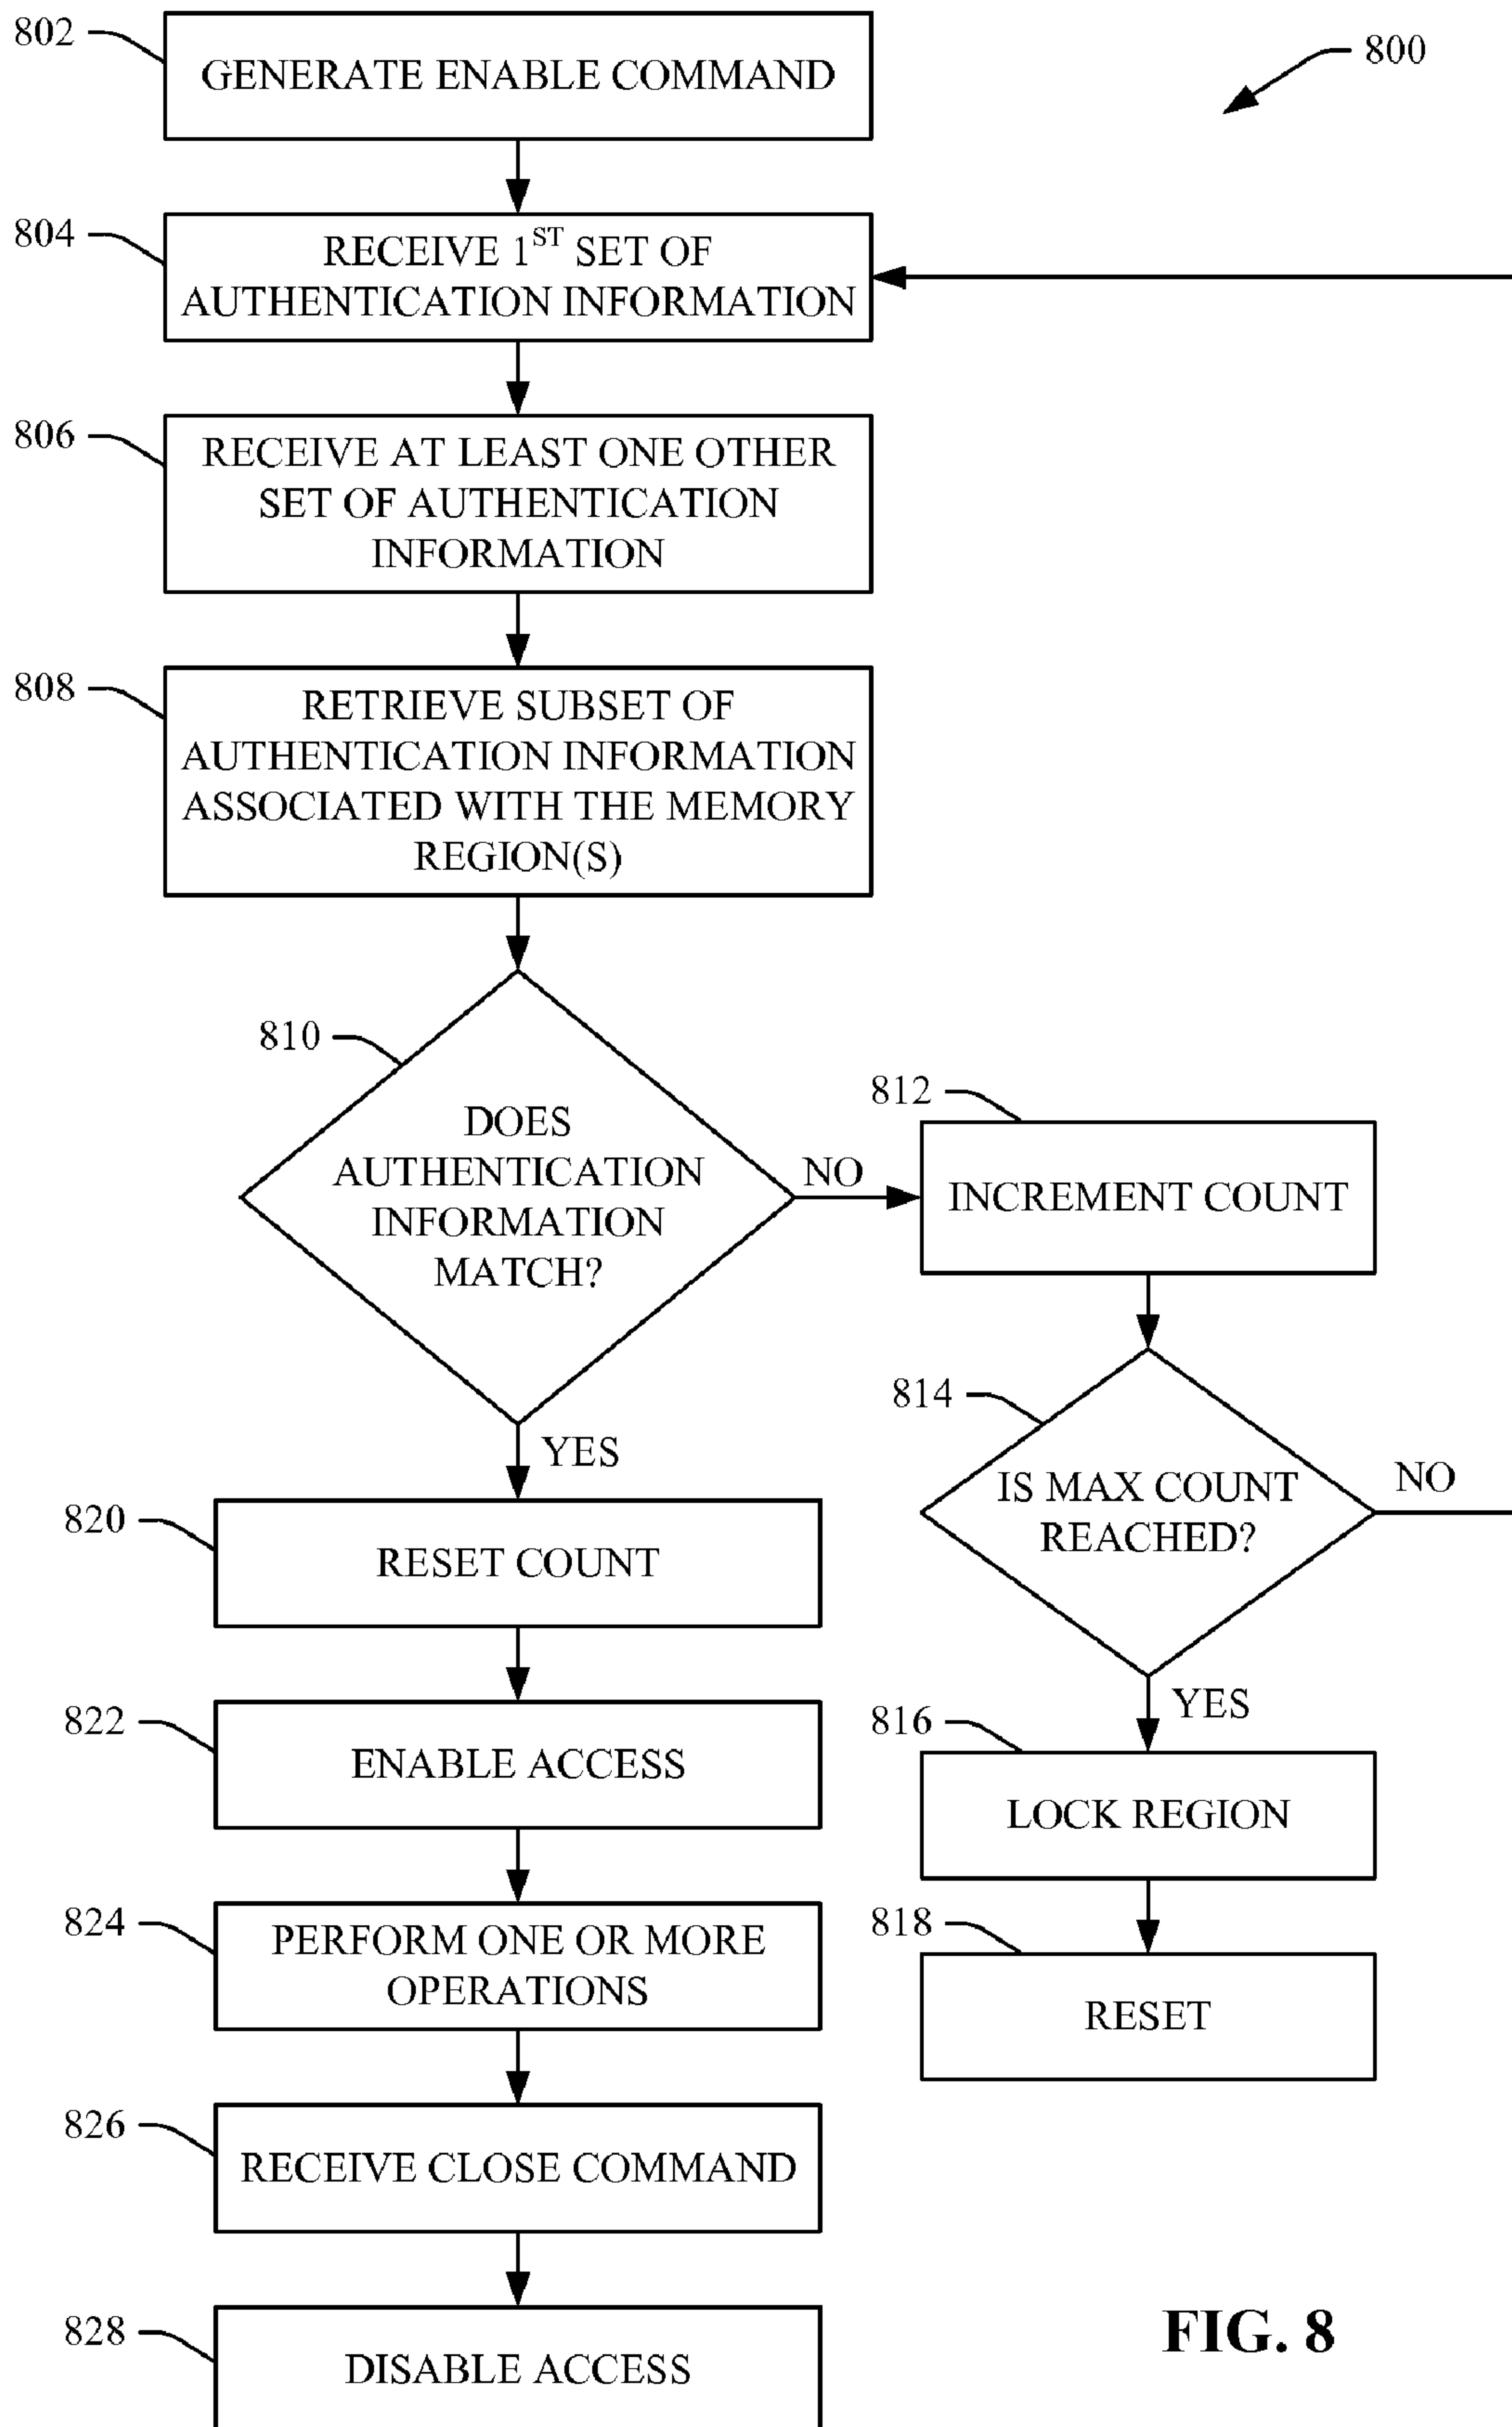 802
GENERATE ENABLE COMMAND
800
804
RECEIVE 1ST SET OF
AUTHENTICATION INFORMATION
806
RECEIVE AT LEAST ONE OTHER
SET OF AUTHENTICATION
INFORMATION
808
RETRIEVE SUBSET OF
AUTHENTICATION INFORMATION
ASSOCIATED WITH THE MEMORY
REGION(S)
810
DOES
AUTHENTICATION
INFORMATION
MATCH?
NO
812
INCREMENT COUNT
814
IS MAX COUNT
REACHED?
NO
YES
816
LOCK REGION
818
RESET
YES
820
RESET COUNT
822
ENABLE ACCESS
824
PERFORM ONE OR MORE
OPERATIONS
826
RECEIVE CLOSE COMMAND
828
DISABLE ACCESS
FIG. 8